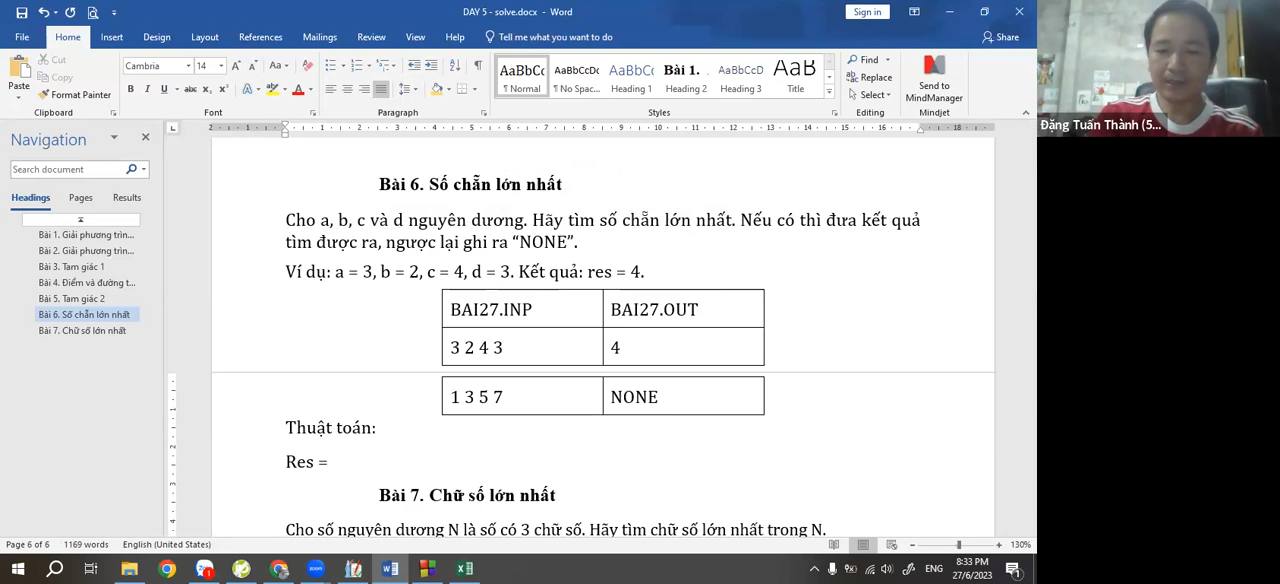 DAY 5 - solve.docx - Word
Sign in
File Home Insert Design Layout References Mailings Review View Help Tell me what you want to do
Share
Cut
Copy
Format Painter
Paste
Cambria 14
Clipboard
Font
Paragraph
AaBbCc
¶ Normal
AaBbCcDc
¶ No Spac...
AaBbC
Heading 1
Bài 1.
Heading 2
AaBbCcD
Heading 3
AaB
Title
Styles
Find
Replace
Select
Editing
Send to
MindManager
Mindjet
Đặng Tuấn Thành (5...
Navigation
Search document
Headings Pages Results
Bài 1. Giải phương trìn...
Bài 2. Giải phương trìn...
Bài 3. Tam giác 1
Bài 4. Điểm và đường t...
Bài 5. Tam giác 2
Bài 6. Số chẵn lớn nhất
Bài 7. Chữ số lớn nhất
Bài 6. Số chẵn lớn nhất
Cho a, b, c và d nguyên dương. Hãy tìm số chẵn lớn nhất. Nếu có thì đưa kết quả
tìm được ra, ngược lại ghi ra “NONE”.
Ví dụ: a = 3, b = 2, c = 4, d = 3. Kết quả: res = 4.
BAI27.INP BAI27.OUT
3 2 4 3 4
1 3 5 7 NONE
Thuật toán:
Res =
Bài 7. Chữ số lớn nhất
Cho số nguyên dương N là số có 3 chữ số. Hãy tìm chữ số lớn nhất trong N.
Page 6 of 6 1169 words English (United States)
130%
ENG
8:33 PM
27/6/2023